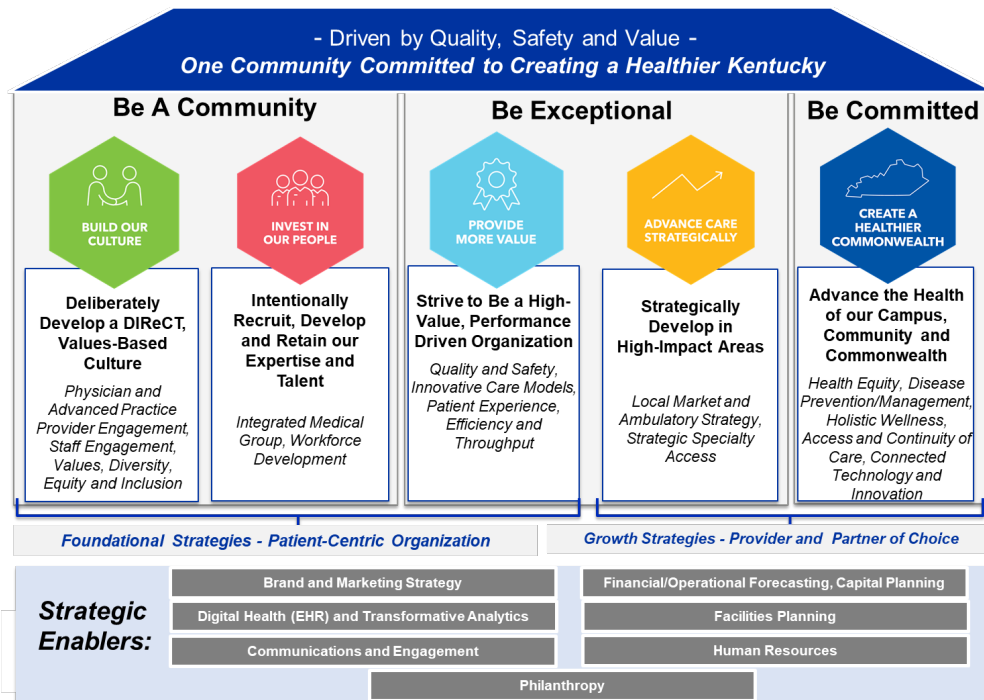 - Driven by Quality, Safety and Value -
One Community Committed to Creating a Healthier Kentucky
Be A Community
Be Exceptional
Be Committed
BUILD OUR
CULTURE
INVEST IN
OUR PEOPLE
PROVIDE
MORE VALUE
ADVANCE CARE
STRATEGICALLY
CREATE A
HEALTHIER
COMMONWEALTH
Deliberately
Develop a DIReCT,
Values-Based
Culture
Physician and
Advanced Practice
Provider Engagement,
Staff Engagement,
Values, Diversity,
Equity and Inclusion
Intentionally
Recruit, Develop
and Retain our
Expertise and
Talent
Integrated Medical
Group, Workforce
Development
Strive to Be a High-
Value, Performance
Driven Organization
Quality and Safety,
Innovative Care Models,
Patient Experience,
Efficiency and
Throughput
Strategically
Develop in
High-Impact Areas
Local Market and
Ambulatory Strategy,
Strategic Specialty
Access
Advance the Health
of our Campus,
Community and
Commonwealth
Health Equity, Disease
Prevention/Management,
Holistic Wellness,
Access and Continuity of
Care, Connected
Technology and
Innovation
Foundational Strategies - Patient-Centric Organization
Growth Strategies - Provider and Partner of Choice
Strategic
Enablers:
Brand and Marketing Strategy
Digital Health (EHR) and Transformative Analytics
Communications and Engagement
Financial/Operational Forecasting, Capital Planning
Facilities Planning
Human Resources
Philanthropy